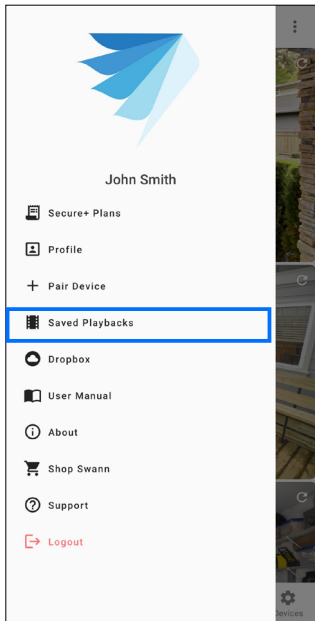 John Smith
Secure+ Plans
Profile
Pair Device
Saved Playbacks
Dropbox
User Manual
About
Shop Swann
Support
Logout
Devices